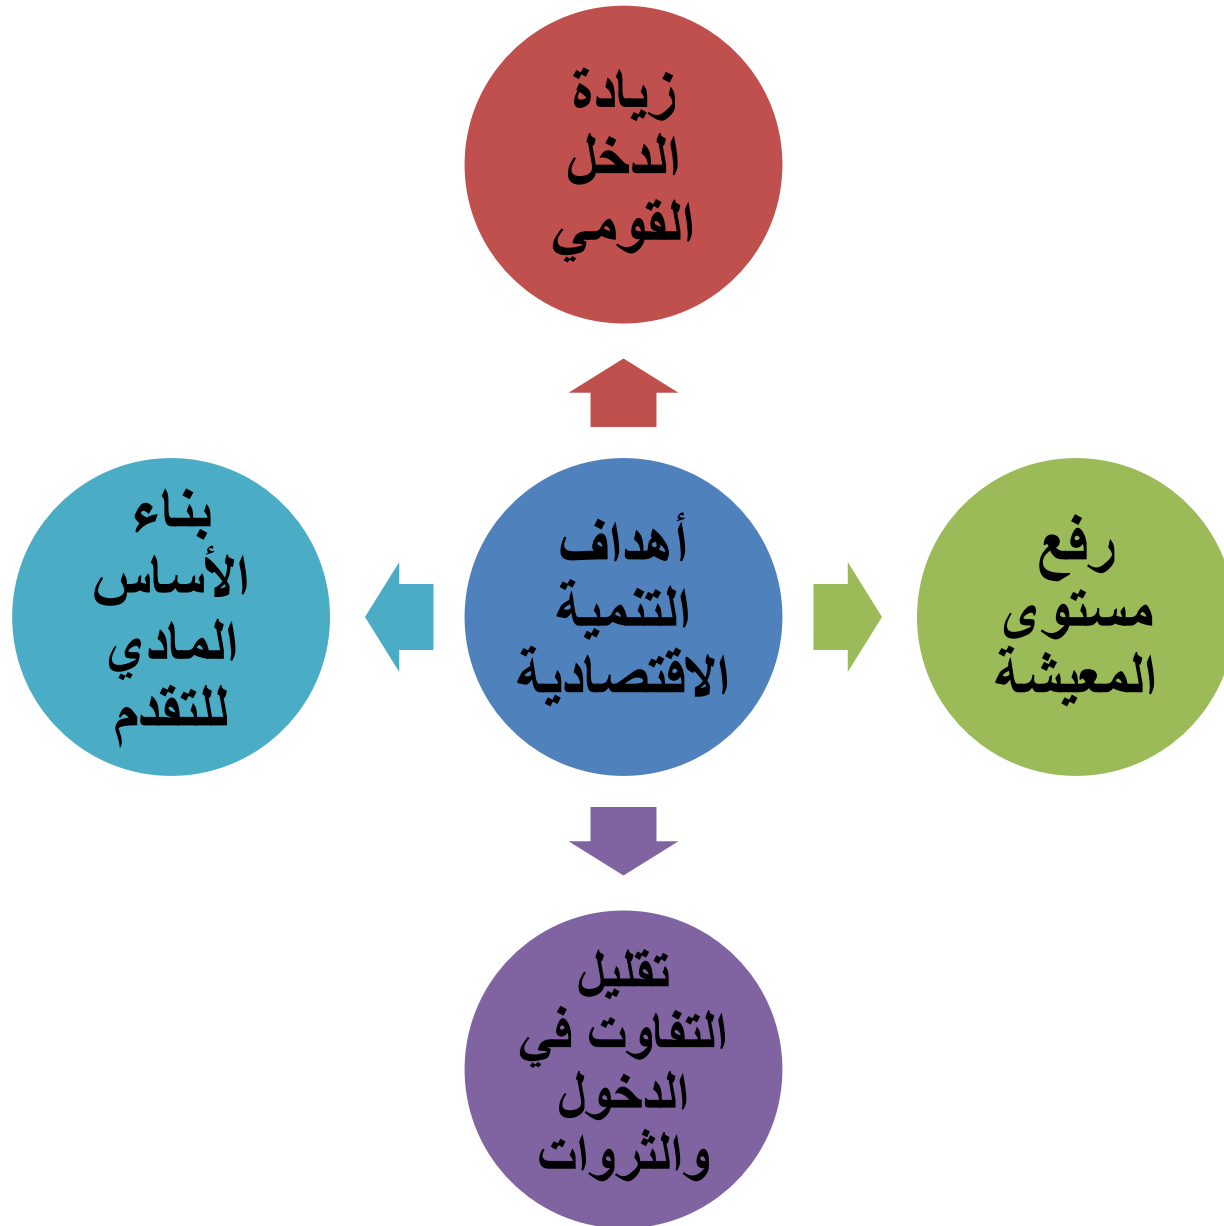 زيادة
الدخل
القومي
أهداف
التنمية
الاقتصادية
رفع
مستوى
المعيشة
تقليل
التفاوت في
الدخول
والثروات
بناء
الأساس
المادي
للتقدم